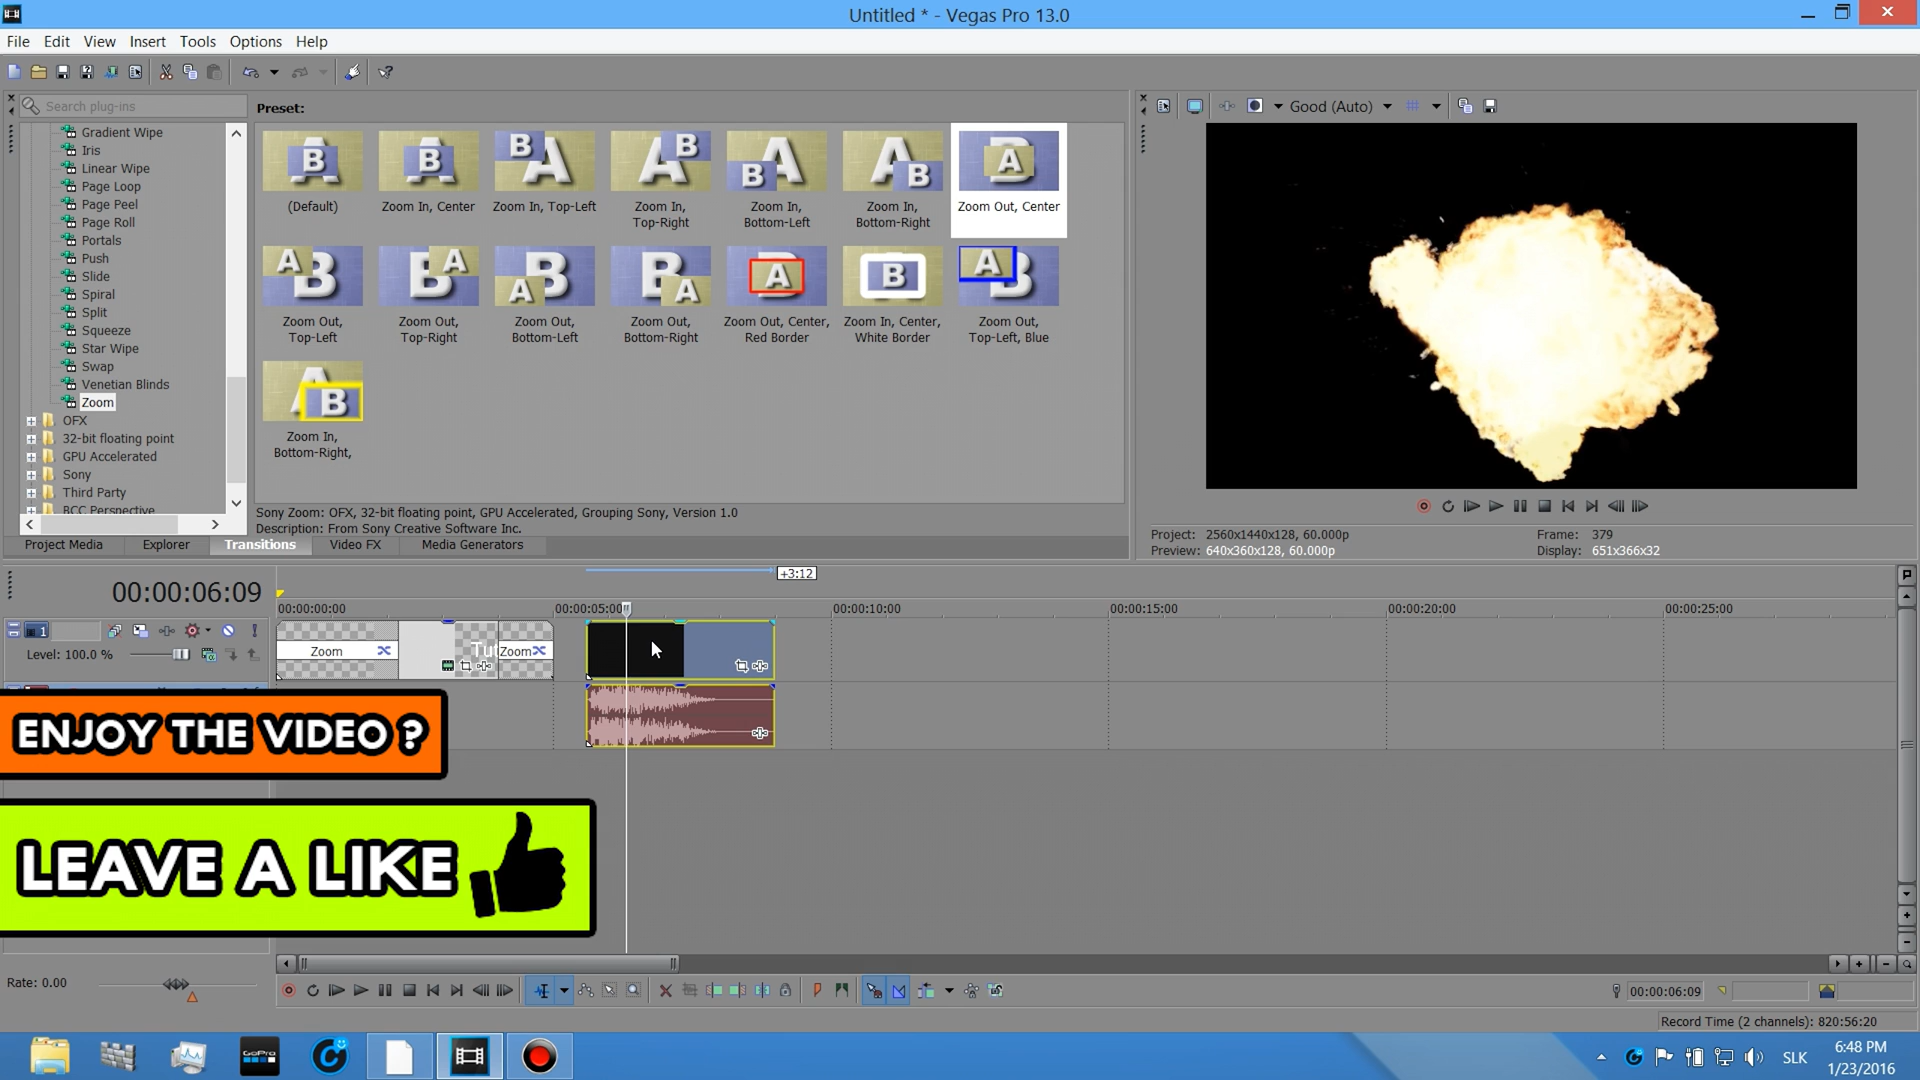 Untitled * - Vegas Pro 13.0
File Edit View Insert Tools Options Help
Search plug-ins
Gradient Wipe
Iris
Linear Wipe
Page Loop
Page Peel
Page Roll
Portals
Push
Slide
Spiral
Split
Squeeze
Star Wipe
Swap
Venetian Blinds
Zoom
OFX
32-bit floating point
GPU Accelerated
Sony
Third Party
BCC Perspective
Preset:
(Default)
Zoom In, Center
Zoom In, Top-Left
Zoom In, Top-Right
Zoom In, Bottom-Left
Zoom In, Bottom-Right
Zoom Out, Center
Zoom Out, Top-Left
Zoom Out, Top-Right
Zoom Out, Bottom-Left
Zoom Out, Bottom-Right
Zoom Out, Center, Red Border
Zoom In, Center, White Border
Zoom Out, Top-Left, Blue
Zoom In, Bottom-Right,
Sony Zoom: OFX, 32-bit floating point, GPU Accelerated, Grouping Sony, Version 1.0
Description: From Sony Creative Software Inc.
Project Media Explorer Transitions Video FX Media Generators
Good (Auto)
Project: 2560x1440x128, 60.000p
Preview: 640x360x128, 60.000p
Frame: 379
Display: 651x366x32
00:00:06:09
+3:12
00:00:00:00 00:00:05:00 00:00:10:00 00:00:15:00 00:00:20:00 00:00:25:00
1
Level: 100.0 %
Zoom
Tut
Zoom
ENJOY THE VIDEO ?
LEAVE A LIKE
Rate: 0.00
00:00:06:09
Record Time (2 channels): 820:56:20
GoPro
SLK
6:48 PM
1/23/2016